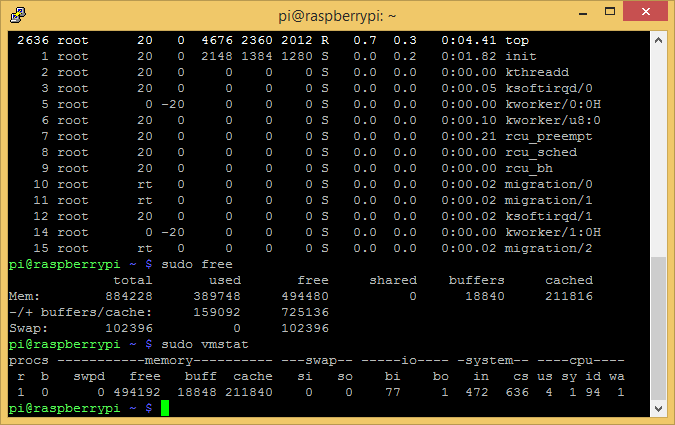 pi@raspberrypi: ~
2636 root 20 0 4676 2360 2012 R 0.7 0.3 0:04.41 top
1 root 20 0 2148 1384 1280 S 0.0 0.2 0:01.82 init
2 root 20 0 0 0 0 S 0.0 0.0 0:00.00 kthreadd
3 root 20 0 0 0 0 S 0.0 0.0 0:00.05 ksoftirqd/0
5 root 0 -20 0 0 0 S 0.0 0.0 0:00.00 kworker/0:0H
6 root 20 0 0 0 0 S 0.0 0.0 0:00.10 kworker/u8:0
7 root 20 0 0 0 0 S 0.0 0.0 0:00.21 rcu_preempt
8 root 20 0 0 0 0 S 0.0 0.0 0:00.00 rcu_sched
9 root 20 0 0 0 0 S 0.0 0.0 0:00.00 rcu_bh
10 root rt 0 0 0 0 S 0.0 0.0 0:00.02 migration/0
11 root rt 0 0 0 0 S 0.0 0.0 0:00.02 migration/1
12 root 20 0 0 0 0 S 0.0 0.0 0:00.02 ksoftirqd/1
14 root 0 -20 0 0 0 S 0.0 0.0 0:00.00 kworker/1:0H
15 root rt 0 0 0 0 S 0.0 0.0 0:00.02 migration/2
pi@raspberrypi ~ $ sudo free
total used free shared buffers cached
Mem: 884228 389748 494480 0 18840 211816
-/+ buffers/cache: 159092 725136
Swap: 102396 0 102396
pi@raspberrypi ~ $ sudo vmstat
procs -----------memory---------- ---swap-- -----io---- -system-- ----cpu----
r b swpd free buff cache si so bi bo in cs us sy id wa
1 0 0 494192 18848 211840 0 0 77 1 472 636 4 1 94 1
pi@raspberrypi ~ $